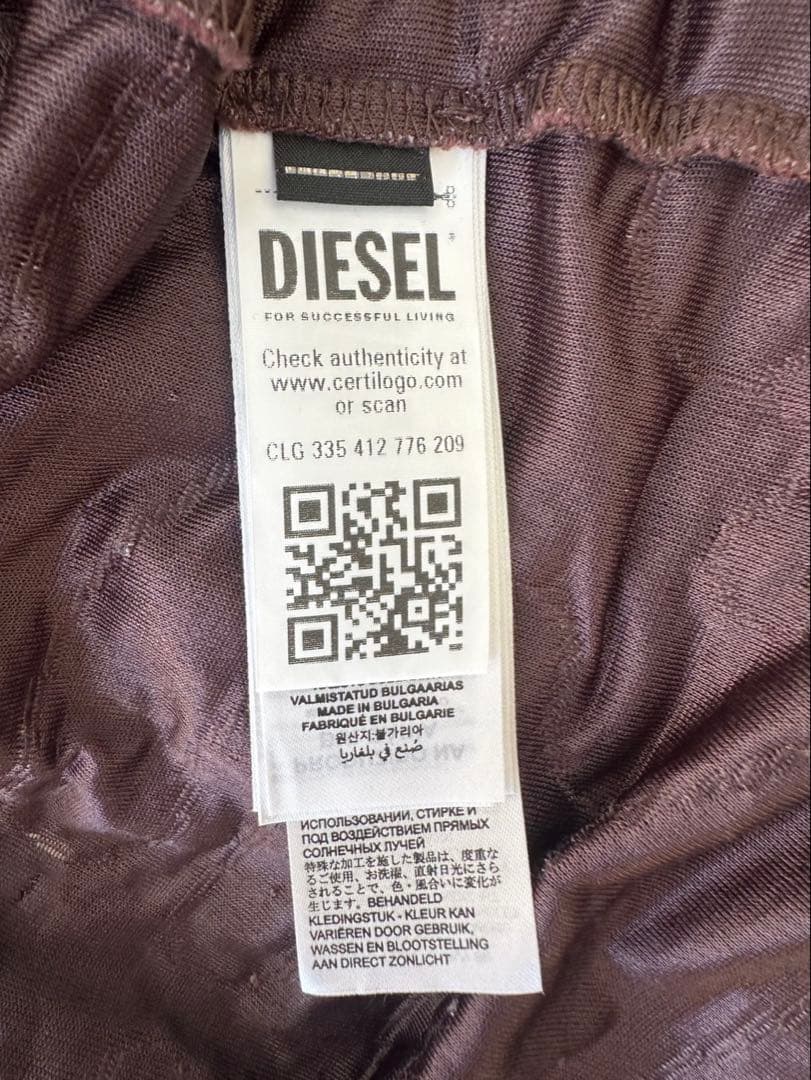 DIESEL
FOR SUCCESSFUL LIVING
Check authenticity at
www.certilogo.com
or scan
CLG 335 412 776 209
VALMISTATUD BULGAARIAS
MADE IN BULGARIA
FABRIQUÉ EN BULGARIE
원산지:불가리아
صُنع في بلغاريا
ИСПОЛЬЗОВАНИИ, СТИРКЕ И
ПОД ВОЗДЕЙСТВИЕМ ПРЯМЫХ
СОЛНЕЧНЫХ ЛУЧЕЙ
特殊な加工を施した製品は、度重な
るご使用、お洗濯、直射日光にさら
されることで、色・風合いに変化が
生じます。BEHANDELD
KLEDINGSTUK - KLEUR KAN
VARIËREN DOOR GEBRUIK,
WASSEN EN BLOOTSTELLING
AAN DIRECT ZONLICHT